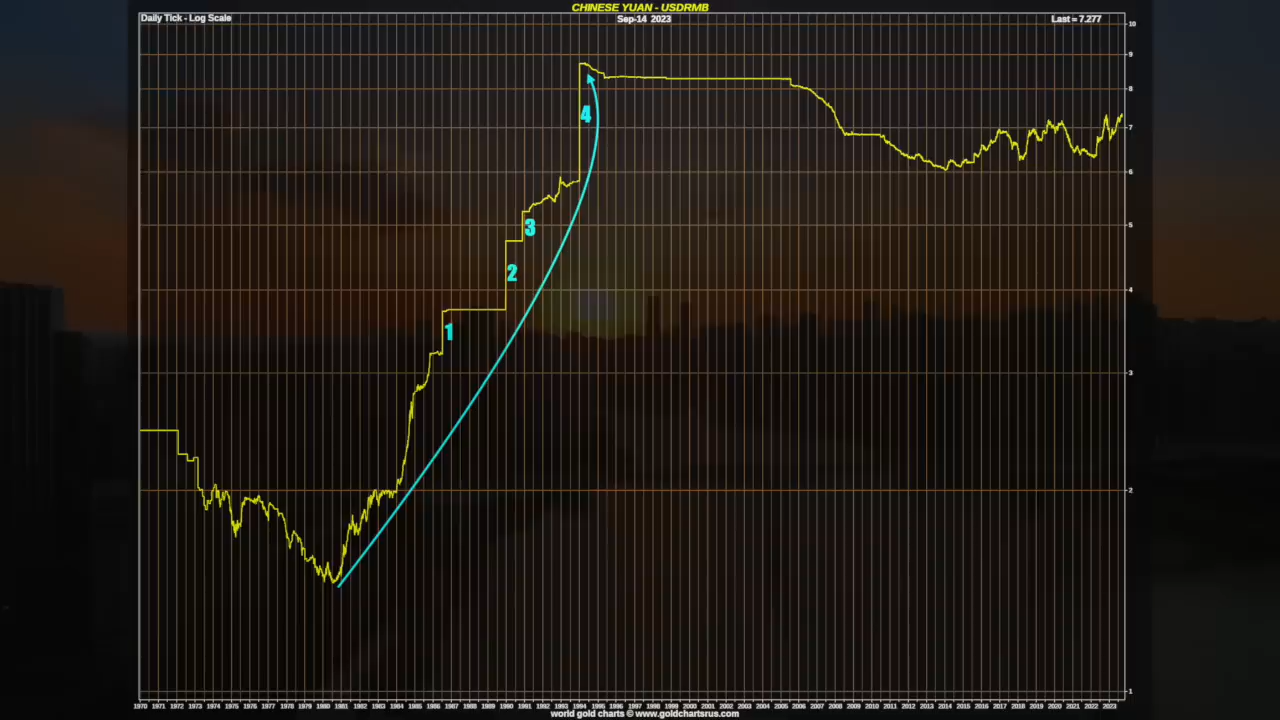 CHINESE YUAN - USDRMB
Daily Tick - Log Scale
Sep-14 2023
Last = 7.277
10
9
8
7
6
5
4
3
2
1
4
3
2
1
1970 1971 1972 1973 1974 1975 1976 1977 1978 1979 1980 1981 1982 1983 1984 1985 1986 1987 1988 1989 1990 1991 1992 1993 1994 1995 1996 1997 1998 1999 2000 2001 2002 2003 2004 2005 2006 2007 2008 2009 2010 2011 2012 2013 2014 2015 2016 2017 2018 2019 2020 2021 2022 2023
world gold charts © www.goldchartsrus.com